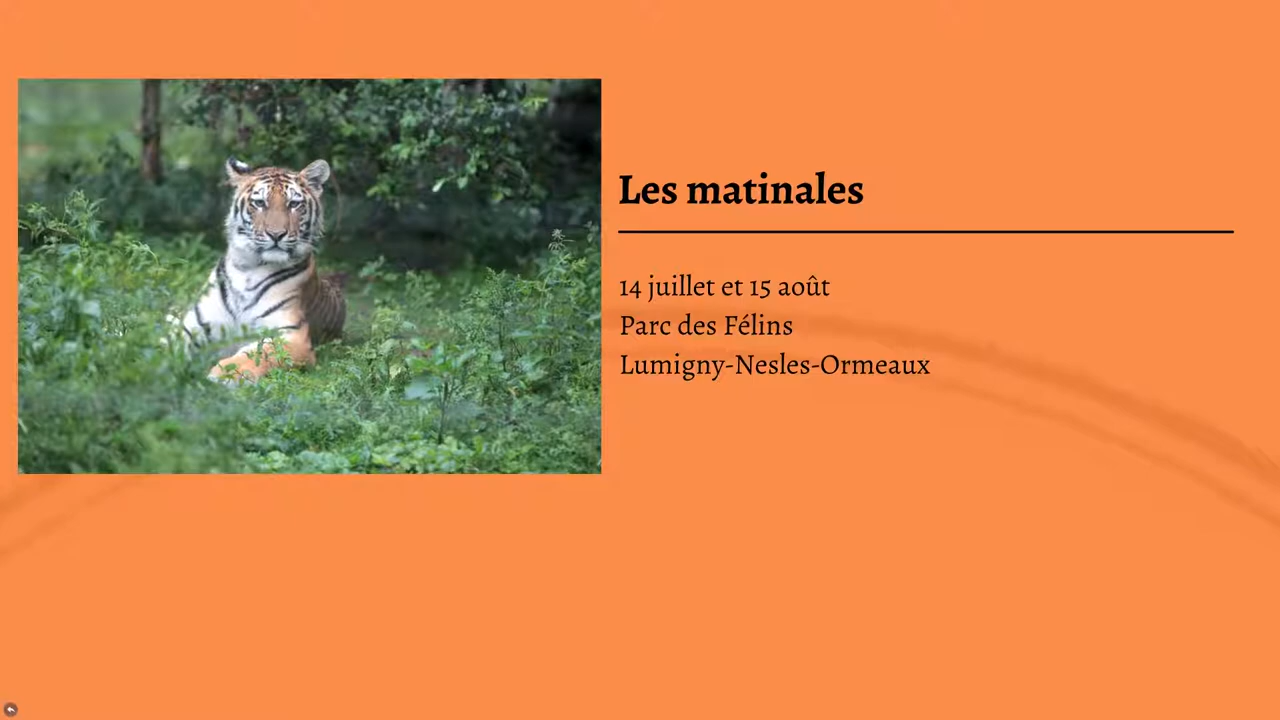 Les matinales
14 juillet et 15 août
Parc des Félins
Lumigny-Nesles-Ormeaux